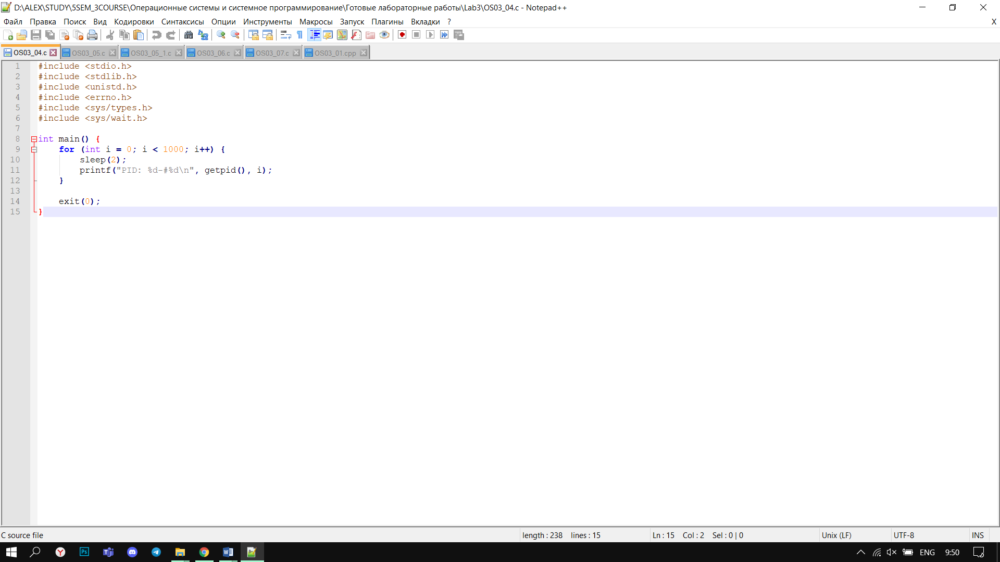 D:\ALEX\STUDY\5SEM_3COURSE\Операционные системы и системное программирование\Готовые лабораторные работы\Lab3\OS03_04.c - Notepad++
Файл Правка Поиск Вид Кодировки Синтаксисы Опции Инструменты Макросы Запуск Плагины Вкладки ? X
OS03_04.c OS03_05.c OS03_05_1.c OS03_06.c OS03_07.c OS03_01.cpp
1 #include <stdio.h>
2 #include <stdlib.h>
3 #include <unistd.h>
4 #include <errno.h>
5 #include <sys/types.h>
6 #include <sys/wait.h>
7
8 int main() {
9 for (int i = 0; i < 1000; i++) {
10 sleep(2);
11 printf("PID: %d-#%d\n", getpid(), i);
12 }
13
14 exit(0);
15 }
C source file length : 238 lines : 15 Ln : 15 Col : 2 Sel : 0 | 0 Unix (LF) UTF-8 INS
ENG 9:50